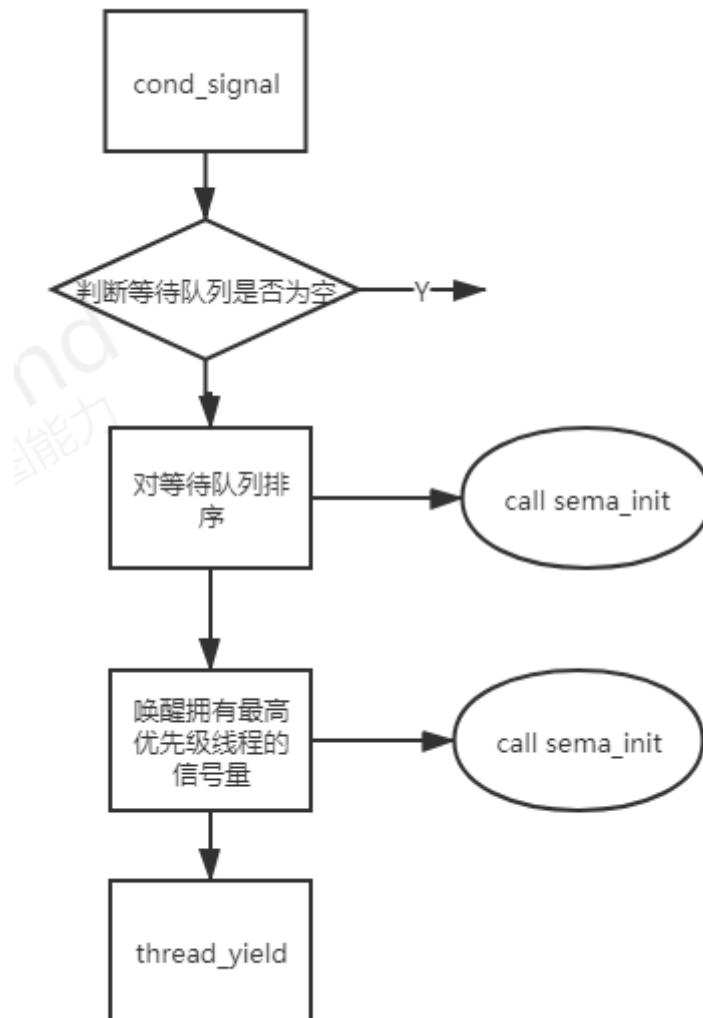 cond_signal
判断等待队列是否为空
Y
对等待队列排
序
call sema_init
唤醒拥有最高
优先级线程的
信号量
call sema_init
thread_yield